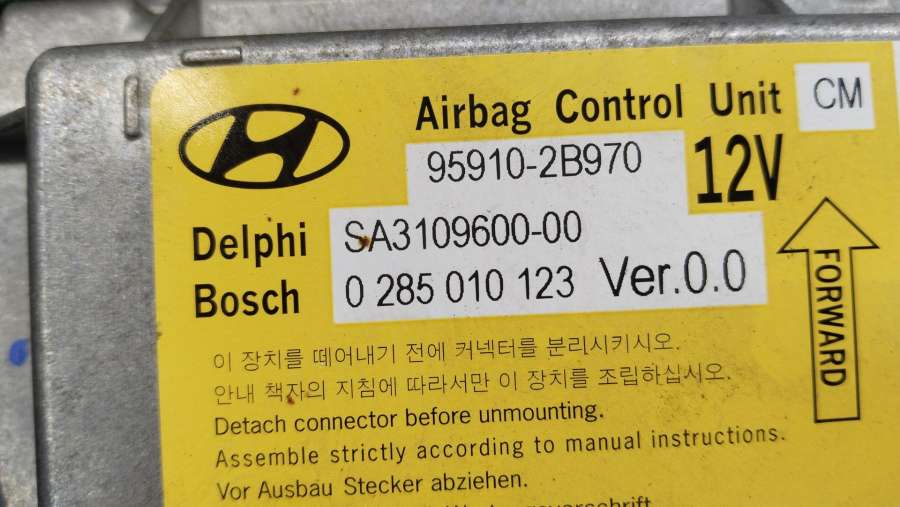 Airbag Control Unit CM
95910-2B970 12V
Delphi SA3109600-00
Bosch 0 285 010 123 Ver.0.0
FORWARD
이 장치를 떼어내기 전에 커넥터를 분리시키시오.
안내 책자의 지침에 따라서만 이 장치를 조립하십시오.
Detach connector before unmounting.
Assemble strictly according to manual instructions.
Vor Ausbau Stecker abziehen.